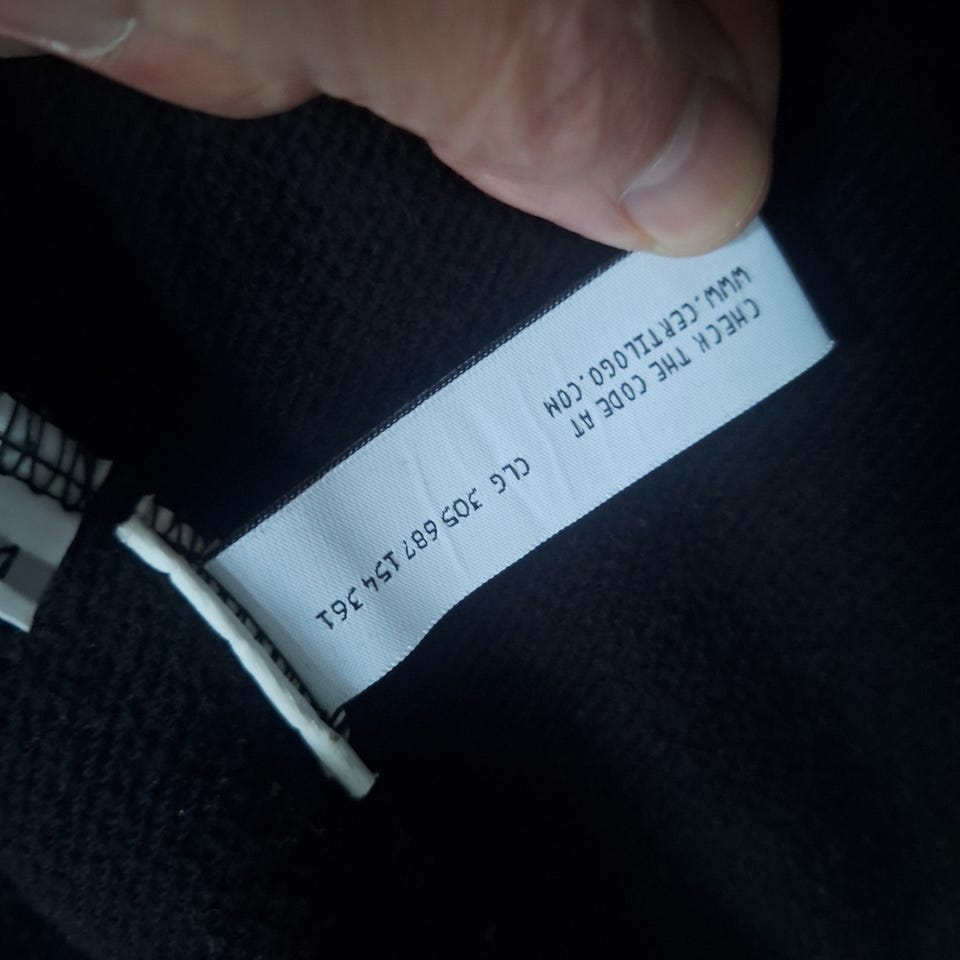 CHECK THE CODE AT
WWW.CERTILOGO.COM
CLG 305 687 154 361